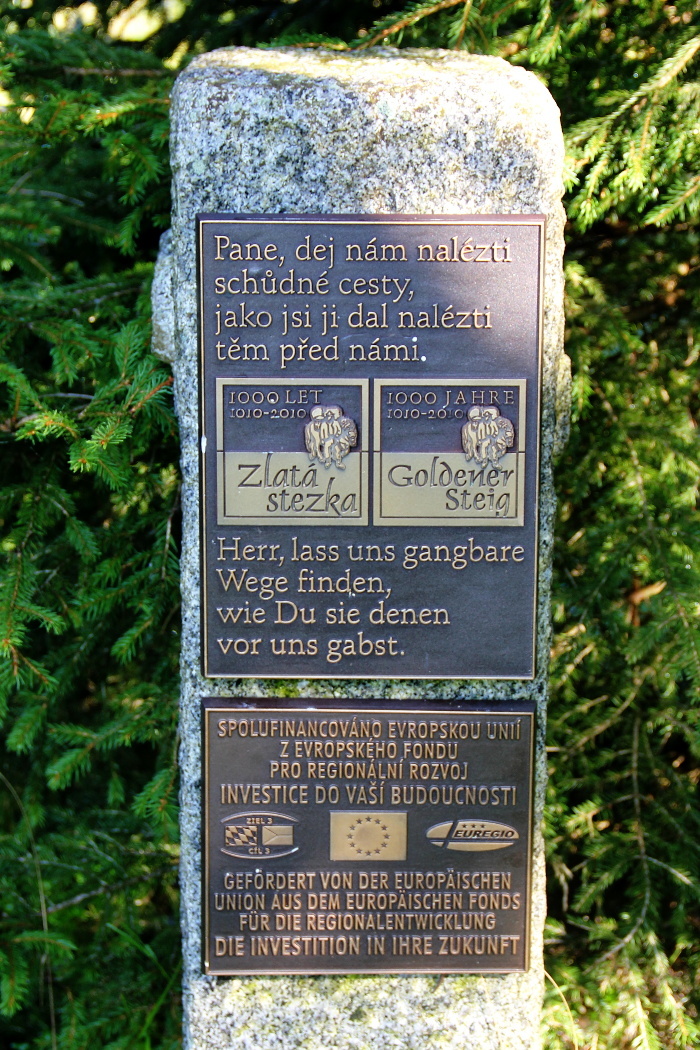 Pane, dej nám nalézti
schůdné cesty,
jako jsi ji dal nalézti
těm před námi.
1000 LET
1010-2010
Zlatá
stezka
1000 JAHRE
1010-2010
Goldener
Steig
Herr, lass uns gangbare
Wege finden,
wie Du sie denen
vor uns gabst.
SPOLUFINANCOVÁNO EVROPSKOU UNIÍ
Z EVROPSKÉHO FONDU
PRO REGIONÁLNÍ ROZVOJ
INVESTICE DO VAŠÍ BUDOUCNOSTI
ZIEL 3
CÍL 3
EUREGIO
GEFÖRDERT VON DER EUROPÄISCHEN
UNION AUS DEM EUROPÄISCHEN FONDS
FÜR DIE REGIONALENTWICKLUNG
DIE INVESTITION IN IHRE ZUKUNFT